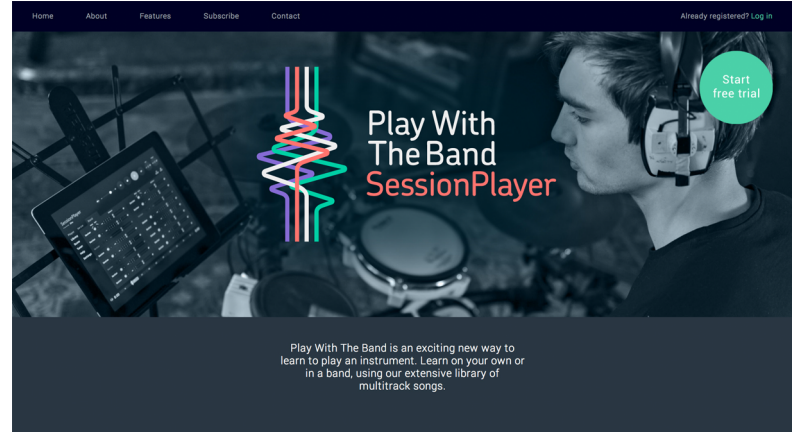 Home About Features Subscribe Contact Already registered? Log in
Start
free trial
Play With
The Band
SessionPlayer
SessionPlayer
Play With The Band is an exciting new way to
learn to play an instrument. Learn on your own or
in a band, using our extensive library of
multitrack songs.